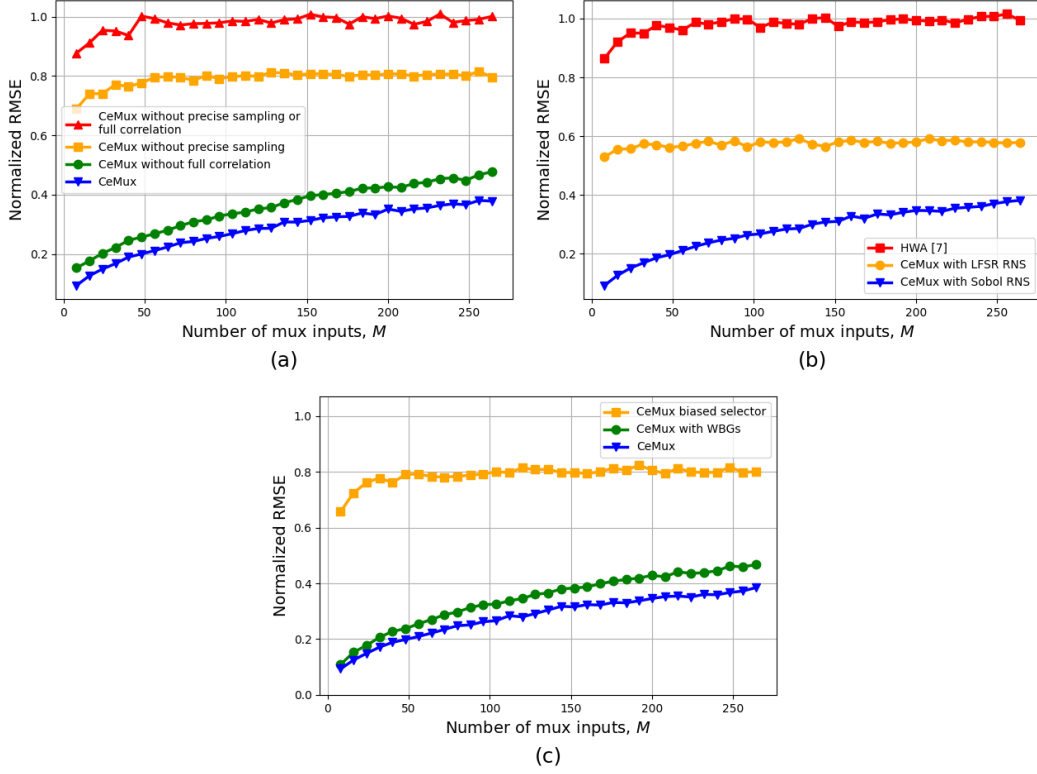 1.0
0.8
0.6
0.4
0.2
Normalized RMSE
CeMux without precise sampling or
full correlation
CeMux without precise sampling
CeMux without full correlation
CeMux
0 50 100 150 200 250
Number of mux inputs, M
(a)
1.0
0.8
0.6
0.4
0.2
Normalized RMSE
HWA [7]
CeMux with LFSR RNS
CeMux with Sobol RNS
0 50 100 150 200 250
Number of mux inputs, M
(b)
1.0
0.8
0.6
0.4
0.2
0.0
Normalized RMSE
CeMux biased selector
CeMux with WBGs
CeMux
0 50 100 150 200 250
Number of mux inputs, M
(c)